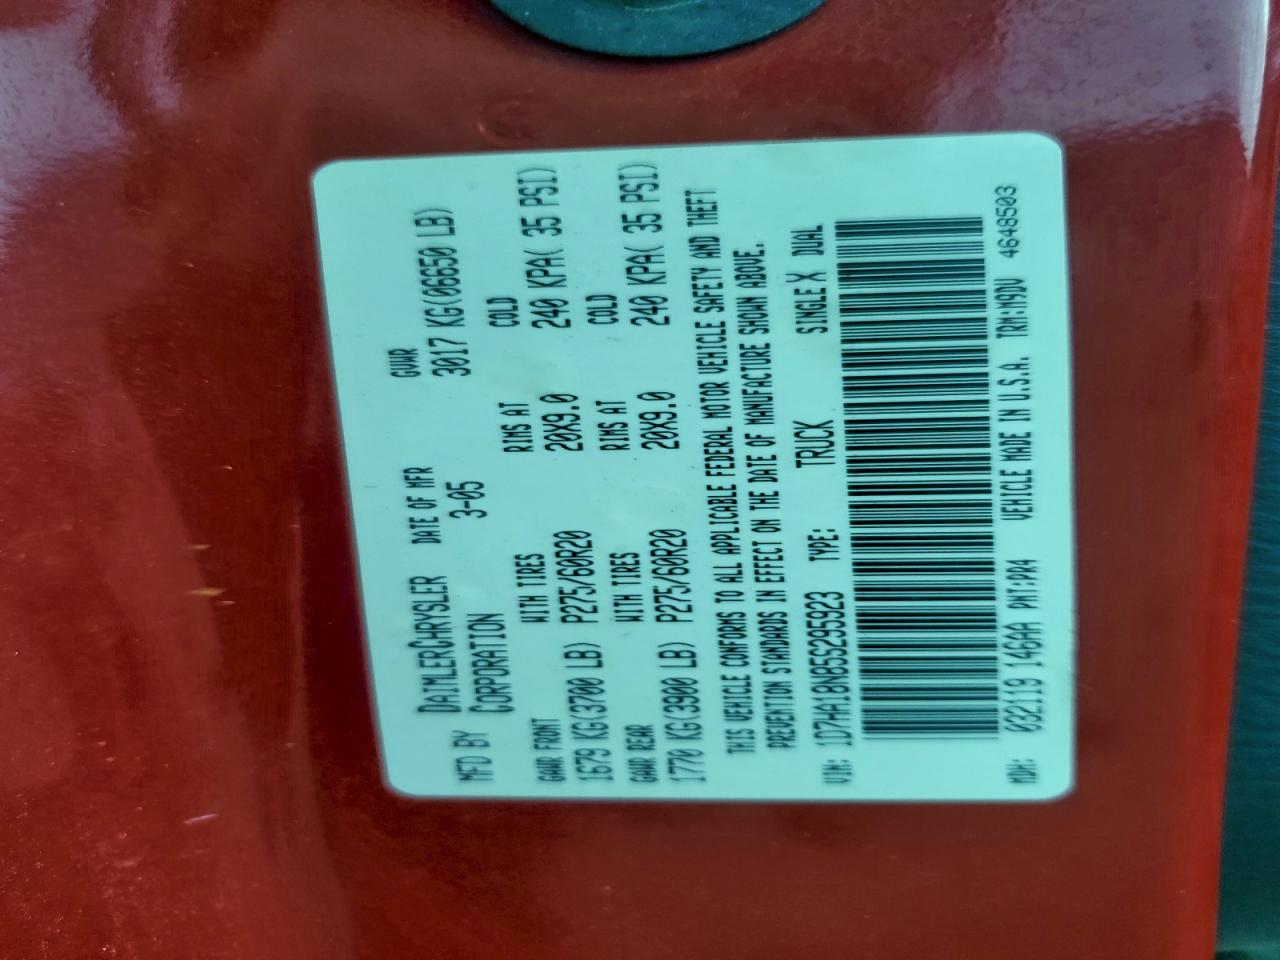 MFD BY DAIMLERCHRYSLER CORPORATION DATE OF MFR 3-05 GVWR 3017 KG(06650 LB)
GAWR FRONT WITH TIRES RIMS AT COLD
1679 KG(3700 LB) P275/60R20 20X9.0 240 KPA( 35 PSI)
GAWR REAR WITH TIRES RIMS AT COLD
1770 KG(3900 LB) P275/60R20 20X9.0 240 KPA( 35 PSI)
THIS VEHICLE CONFORMS TO ALL APPLICABLE FEDERAL MOTOR VEHICLE SAFETY AND THEFT
PREVENTION STANDARDS IN EFFECT ON THE DATE OF MANUFACTURE SHOWN ABOVE.
VIN: 1D7HA18N85S295923 TYPE: TRUCK SINGLE X DUAL
MDH: 032119 146AA PNT:PR4 VEHICLE MADE IN U.S.A. TRM:M9DV 4648503